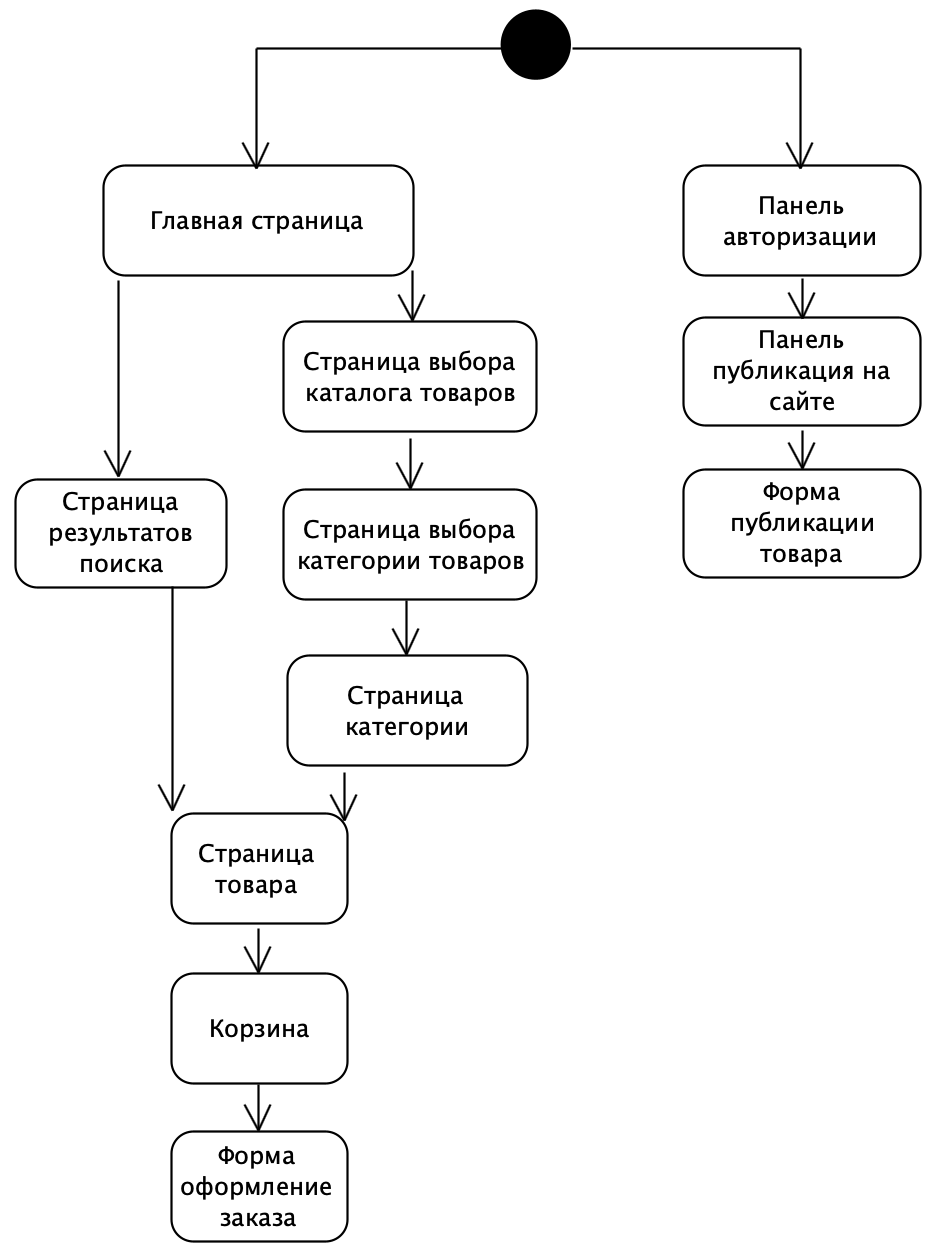 Главная страница
Панель
авторизации
Страница выбора
каталога товаров
Панель
публикация на
сайте
Страница
результатов
поиска
Страница выбора
категории товаров
Форма
публикации
товара
Страница
категории
Страница
товара
Корзина
Форма
оформление
заказа